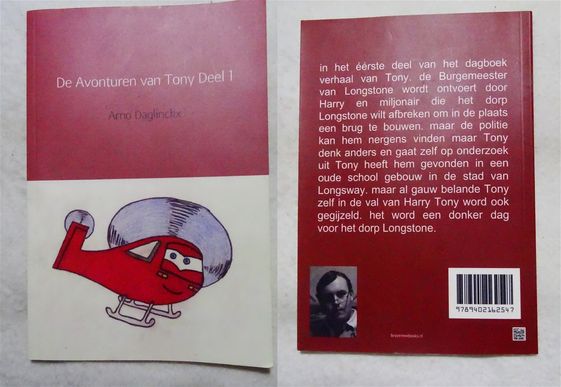 De Avonturen van Tony Deel 1
Arno Daglinckx
in het éérste deel van het dagboek
verhaal van Tony. de Burgemeester
van Longstone wordt ontvoert door
Harry en miljonair die het dorp
Longstone wilt afbreken om in de plaats
een brug te bouwen. maar de politie
kan hem nergens vinden maar Tony
denk anders en gaat zelf op onderzoek
uit Tony heeft hem gevonden in een
oude school gebouw in de stad van
Longsway. maar al gauw belande Tony
zelf in de val van Harry Tony word ook
gegijzeld. het word een donker dag
voor het dorp Longstone.
9789402162547